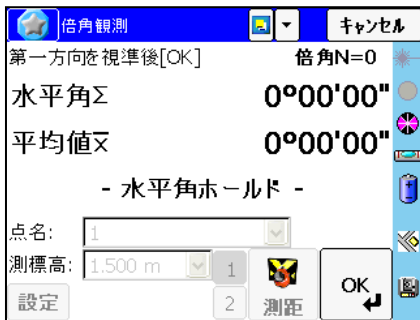 倍角観測 キャンセル
第一方向を視準後[OK] 倍角N=0
水平角Σ 0°00'00"
平均値x̅ 0°00'00"
- 水平角ホールド -
点名: 1
測標高: 1.500 m 1
設定 2 測距 OK